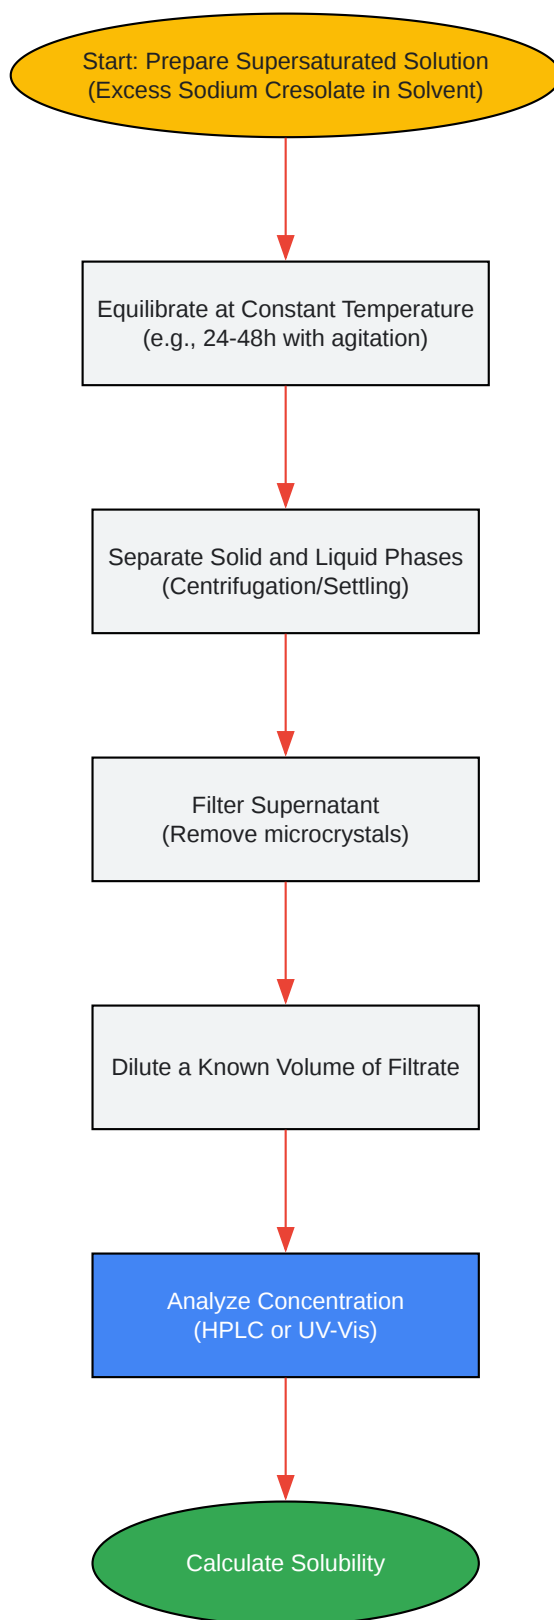 Start: Prepare Supersaturated Solution
(Excess Sodium Cresolate in Solvent)
Equilibrate at Constant Temperature
(e.g., 24-48h with agitation)
Separate Solid and Liquid Phases
(Centrifugation/Settling)
Filter Supernatant
(Remove microcrystals)
Dilute a Known Volume of Filtrate
Analyze Concentration
(HPLC or UV-Vis)
Calculate Solubility